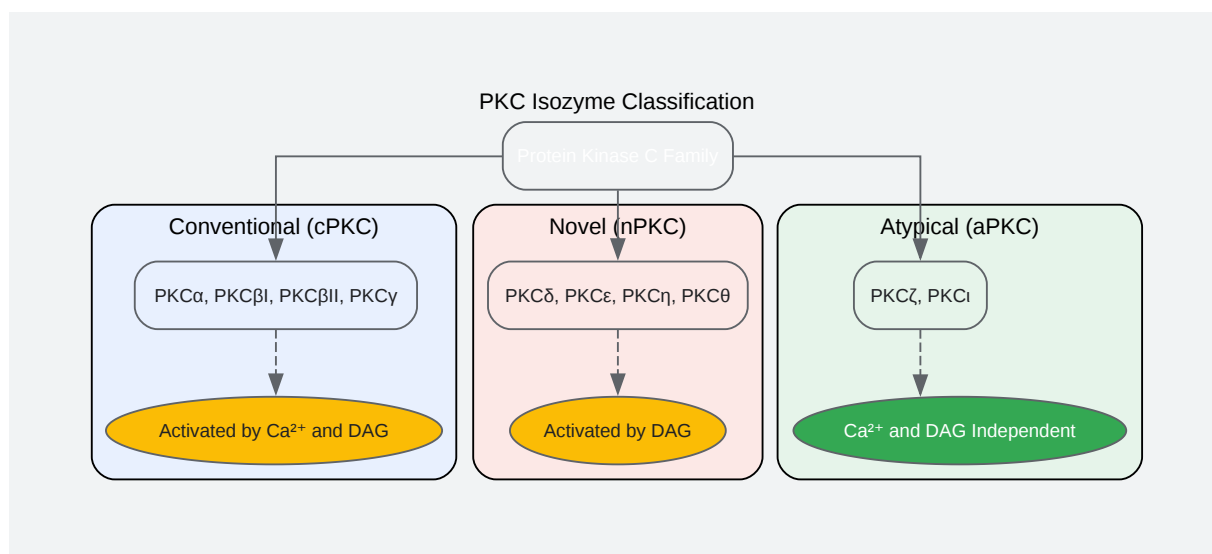 PKC Isozyme Classification
Protein Kinase C Family
Conventional (cPKC)
Novel (nPKC)
Atypical (aPKC)
PKCα, PKCβI, PKCβII, PKCγ
PKCδ, PKCε, PKCη, PKCθ
PKCζ, PKCι
Activated by Ca²⁺ and DAG
Activated by DAG
Ca²⁺ and DAG Independent